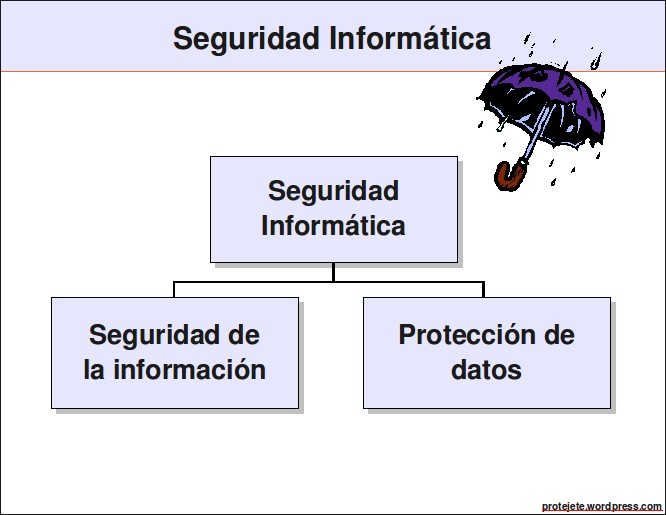 Seguridad Informática
Seguridad
Informática
Seguridad de
la información
Protección de
datos
protejete.wordpress.com